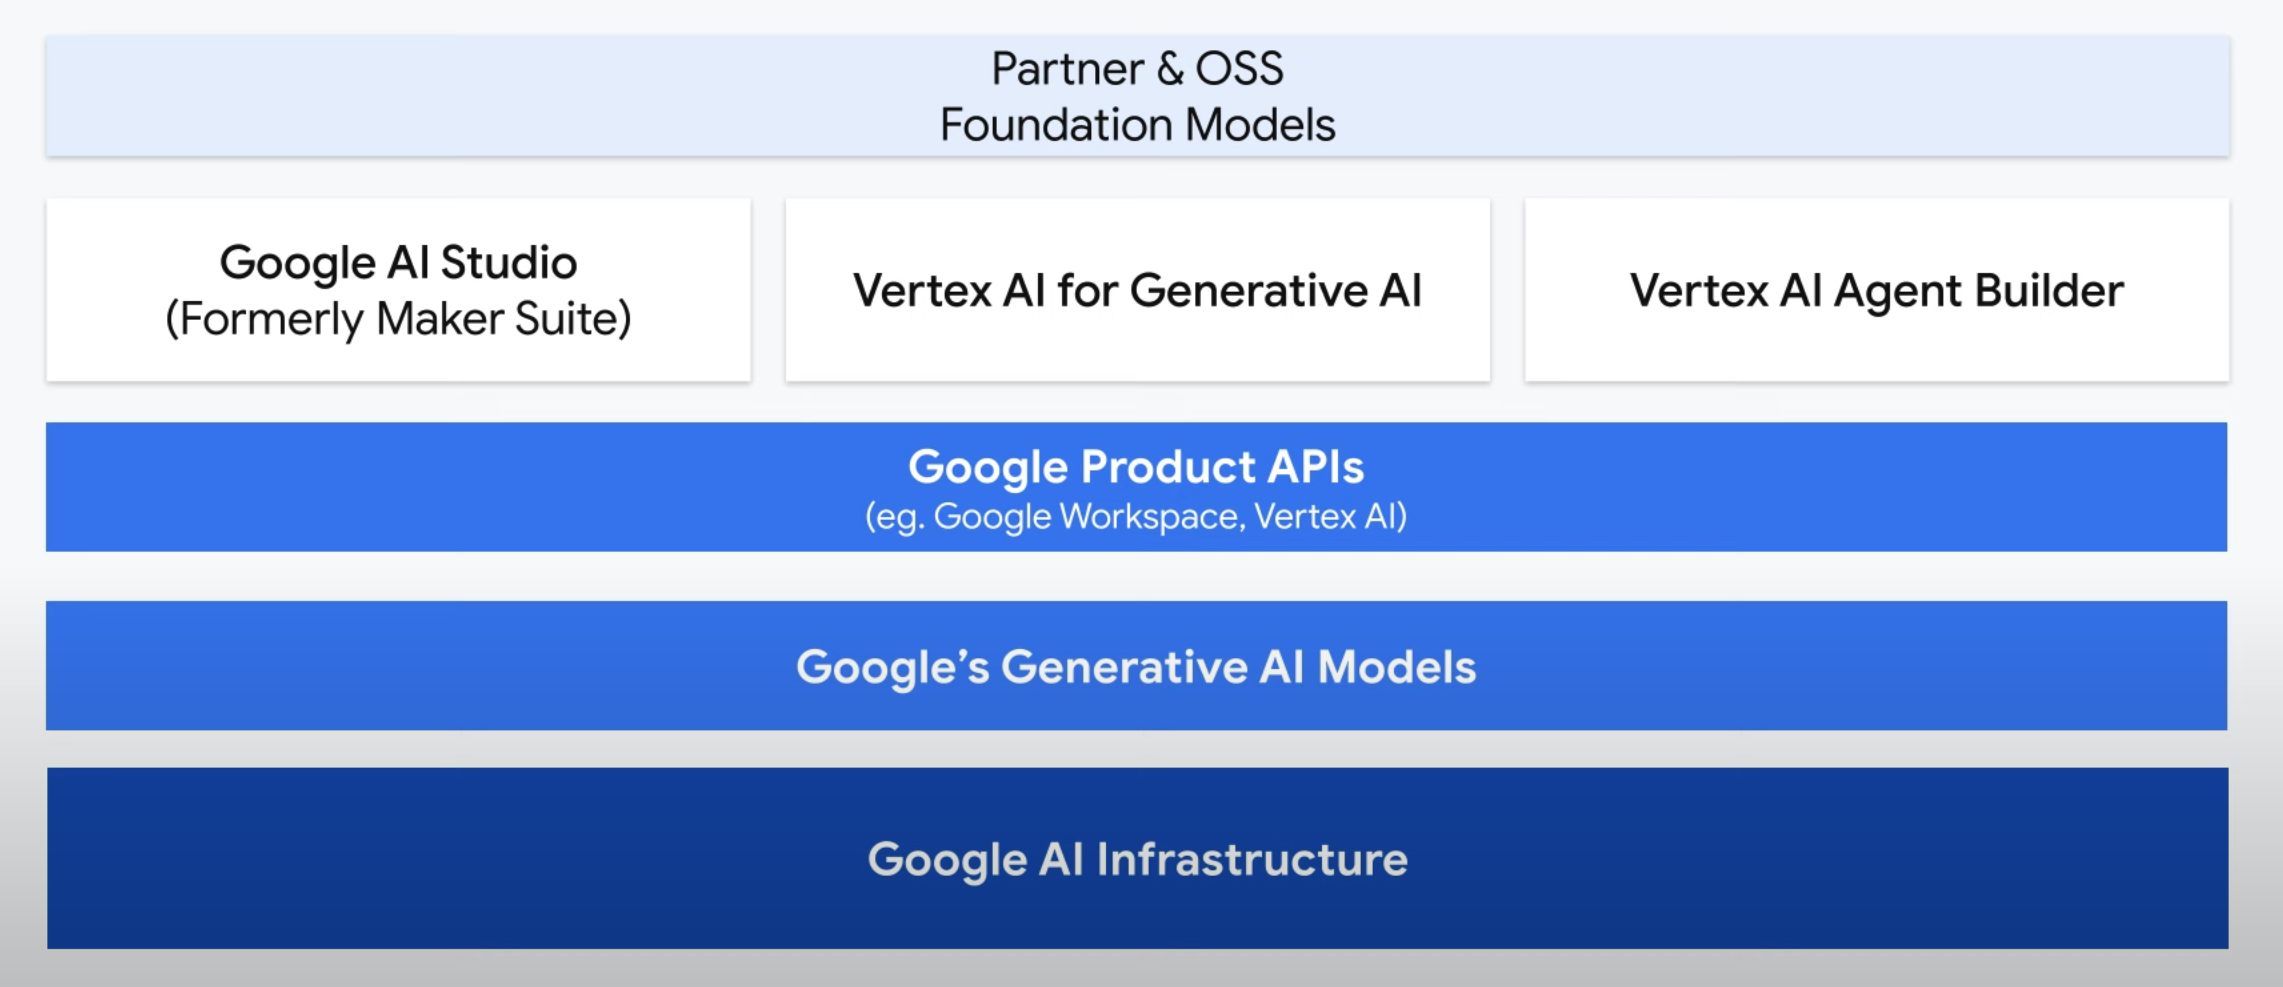 Partner & OSS
Foundation Models
Google AI Studio
(Formerly Maker Suite)
Vertex AI for Generative AI
Vertex AI Agent Builder
Google Product APIs
(eg. Google Workspace, Vertex AI)
Google’s Generative AI Models
Google AI Infrastructure